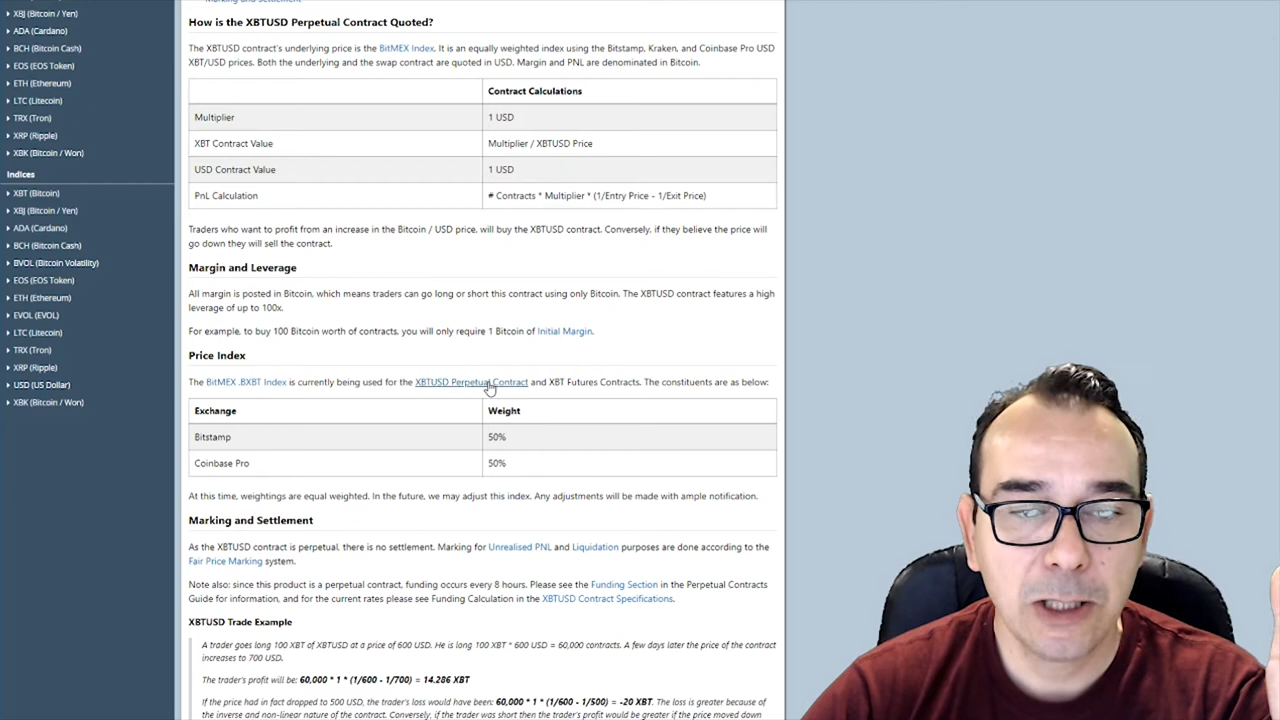 Marking and Settlement
XBJ (Bitcoin / Yen)
ADA (Cardano)
BCH (Bitcoin Cash)
EOS (EOS Token)
ETH (Ethereum)
LTC (Litecoin)
TRX (Tron)
XRP (Ripple)
XBK (Bitcoin / Won)
Indices
XBT (Bitcoin)
XBJ (Bitcoin / Yen)
ADA (Cardano)
BCH (Bitcoin Cash)
BVOL (Bitcoin Volatility)
EOS (EOS Token)
ETH (Ethereum)
EVOL (EVOL)
LTC (Litecoin)
TRX (Tron)
XRP (Ripple)
USD (US Dollar)
XBK (Bitcoin / Won)
How is the XBTUSD Perpetual Contract Quoted?
The XBTUSD contract's underlying price is the BitMEX Index. It is an equally weighted index using the Bitstamp, Kraken, and Coinbase Pro USD
XBT/USD prices. Both the underlying and the swap contract are quoted in USD. Margin and PNL are denominated in Bitcoin.
Contract Calculations
Multiplier 1 USD
XBT Contract Value Multiplier / XBTUSD Price
USD Contract Value 1 USD
PnL Calculation # Contracts * Multiplier * (1/Entry Price - 1/Exit Price)
Traders who want to profit from an increase in the Bitcoin / USD price, will buy the XBTUSD contract. Conversely, if they believe the price will
go down they will sell the contract.
Margin and Leverage
All margin is posted in Bitcoin, which means traders can go long or short this contract using only Bitcoin. The XBTUSD contract features a high
leverage of up to 100x.
For example, to buy 100 Bitcoin worth of contracts, you will only require 1 Bitcoin of Initial Margin.
Price Index
The BitMEX .BXBT Index is currently being used for the XBTUSD Perpetual Contract and XBT Futures Contracts. The constituents are as below:
Exchange Weight
Bitstamp 50%
Coinbase Pro 50%
At this time, weightings are equal weighted. In the future, we may adjust this index. Any adjustments will be made with ample notification.
Marking and Settlement
As the XBTUSD contract is perpetual, there is no settlement. Marking for Unrealised PNL and Liquidation purposes are done according to the
Fair Price Marking system.
Note also: since this product is a perpetual contract, funding occurs every 8 hours. Please see the Funding Section in the Perpetual Contracts
Guide for information, and for the current rates please see Funding Calculation in the XBTUSD Contract Specifications.
XBTUSD Trade Example
A trader goes long 100 XBT of XBTUSD at a price of 600 USD. He is long 100 XBT * 600 USD = 60,000 contracts. A few days later the price of the contract
increases to 700 USD.
The trader's profit will be: 60,000 * 1 * (1/600 - 1/700) = 14.286 XBT
If the price had in fact dropped to 500 USD, the trader's loss would have been: 60,000 * 1 * (1/600 - 1/500) = -20 XBT. The loss is greater because of
the inverse and non-linear nature of the contract. Conversely, if the trader was short then the trader's profit would be greater if the price moved down